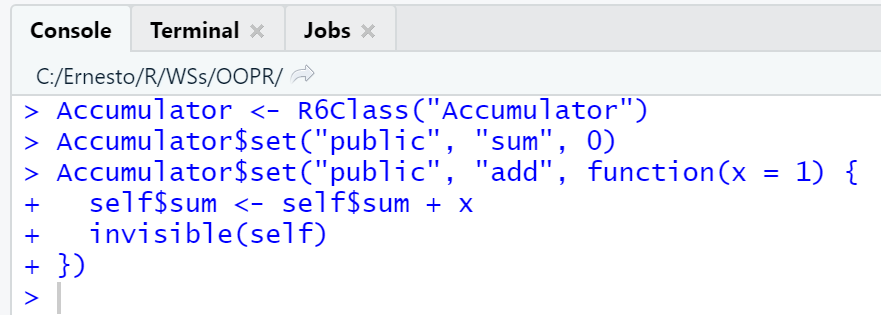 Console Terminal × Jobs ×
C:/Ernesto/R/WSs/OOPR/
> Accumulator <- R6Class("Accumulator")
> Accumulator$set("public", "sum", 0)
> Accumulator$set("public", "add", function(x = 1) {
+   self$sum <- self$sum + x
+   invisible(self)
+ })
>